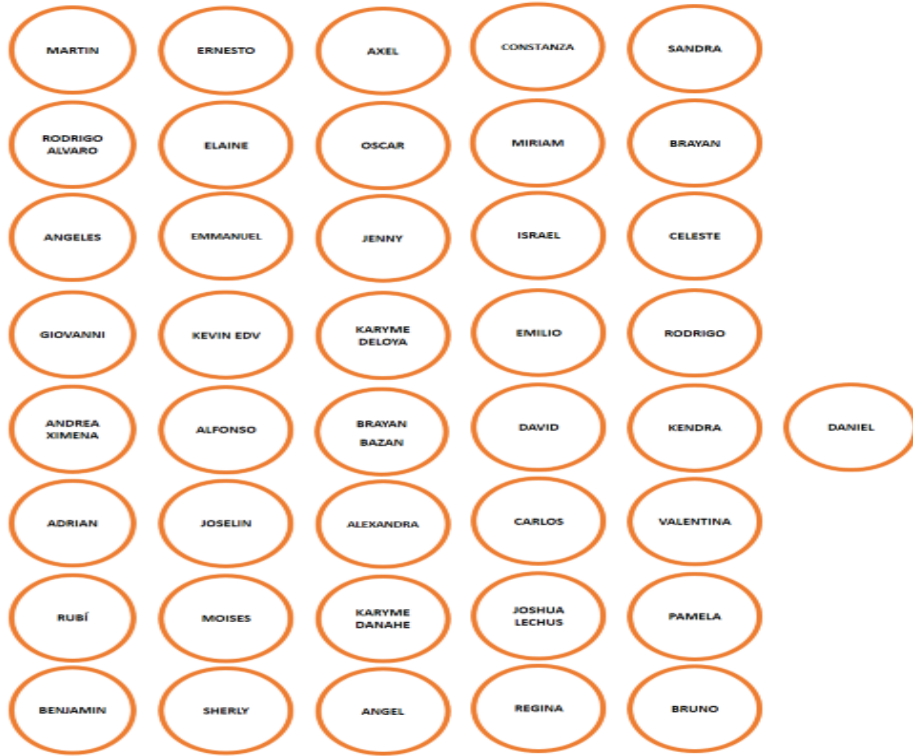 MARTIN
ERNESTO
AXEL
CONSTANZA
SANDRA
RODRIGO
ALVARO
ELAINE
OSCAR
MIRIAM
BRAYAN
ANGELES
EMMANUEL
JENNY
ISRAEL
CELESTE
GIOVANNI
KEVIN EDV
KARYME
DELOYA
EMILIO
RODRIGO
ANDREA
XIMENA
ALFONSO
BRAYAN
BAZAN
DAVID
KENDRA
DANIEL
ADRIAN
JOSELIN
ALEXANDRA
CARLOS
VALENTINA
RUBÍ
MOISES
KARYME
DANAHE
JOSHUA
LECHUS
PAMELA
BENJAMIN
SHERLY
ANGEL
REGINA
BRUNO